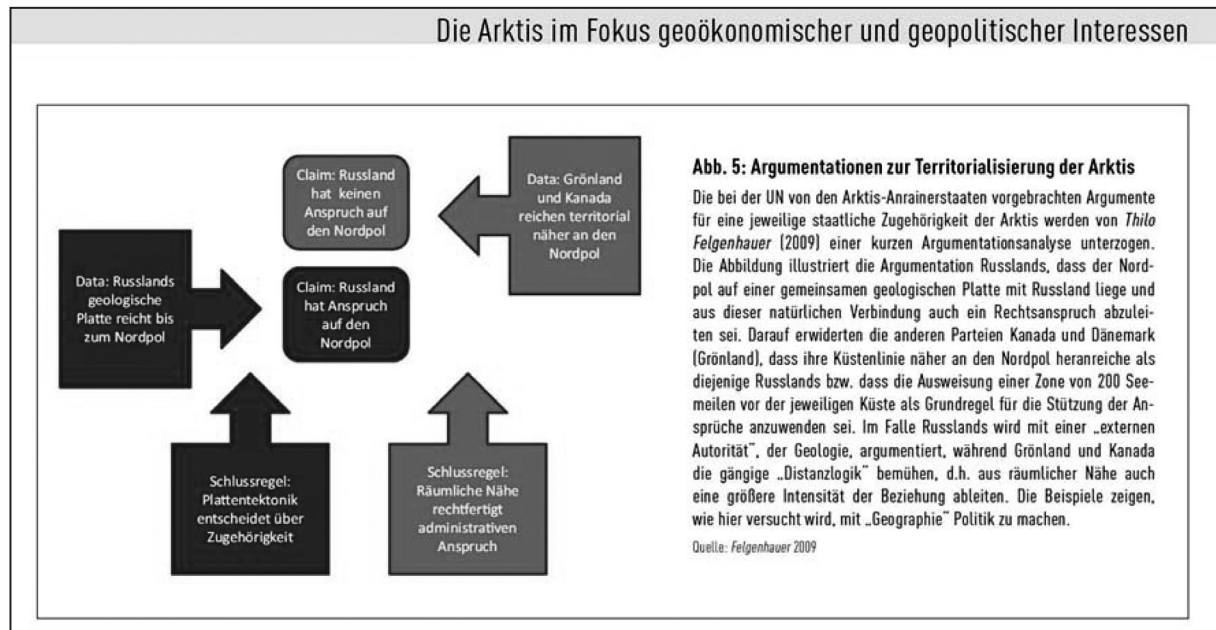 Die Arktis im Fokus geoökonomischer und geopolitischer Interessen
Claim: Russland
hat keinen
Anspruch auf
den Nordpol
Data: Grönland
und Kanada
reichen territorial
näher an den
Nordpol
Data: Russlands
geologische
Platte reicht bis
zum Nordpol
Claim: Russland
hat Anspruch
auf den
Nordpol
Schlussregel:
Plattentektonik
entscheidet über
Zugehörigkeit
Schlussregel:
Räumliche Nähe
rechtfertigt
administrativen
Anspruch
Abb. 5: Argumentationen zur Territorialisierung der Arktis
Die bei der UN von den Arktis-Anrainerstaaten vorgebrachten Argumente
für eine jeweilige staatliche Zugehörigkeit der Arktis werden von Thilo
Felgenhauer (2009) einer kurzen Argumentationsanalyse unterzogen.
Die Abbildung illustriert die Argumentation Russlands, dass der Nord-
pol auf einer gemeinsamen geologischen Platte mit Russland liege und
aus dieser natürlichen Verbindung auch ein Rechtsanspruch abzulei-
ten sei. Darauf erwiderten die anderen Parteien Kanada und Dänemark
(Grönland), dass ihre Küstenlinie näher an den Nordpol heranreiche als
diejenige Russlands bzw. dass die Ausweisung einer Zone von 200 See-
meilen vor der jeweiligen Küste als Grundregel für die Stützung der An-
sprüche anzuwenden sei. Im Falle Russlands wird mit einer „externen
Autorität“, der Geologie, argumentiert, während Grönland und Kanada
die gängige „Distanzlogik“ bemühen, d.h. aus räumlicher Nähe auch
eine größere Intensität der Beziehung ableiten. Die Beispiele zeigen,
wie hier versucht wird, mit „Geographie“ Politik zu machen.
Quelle: Felgenhauer 2009